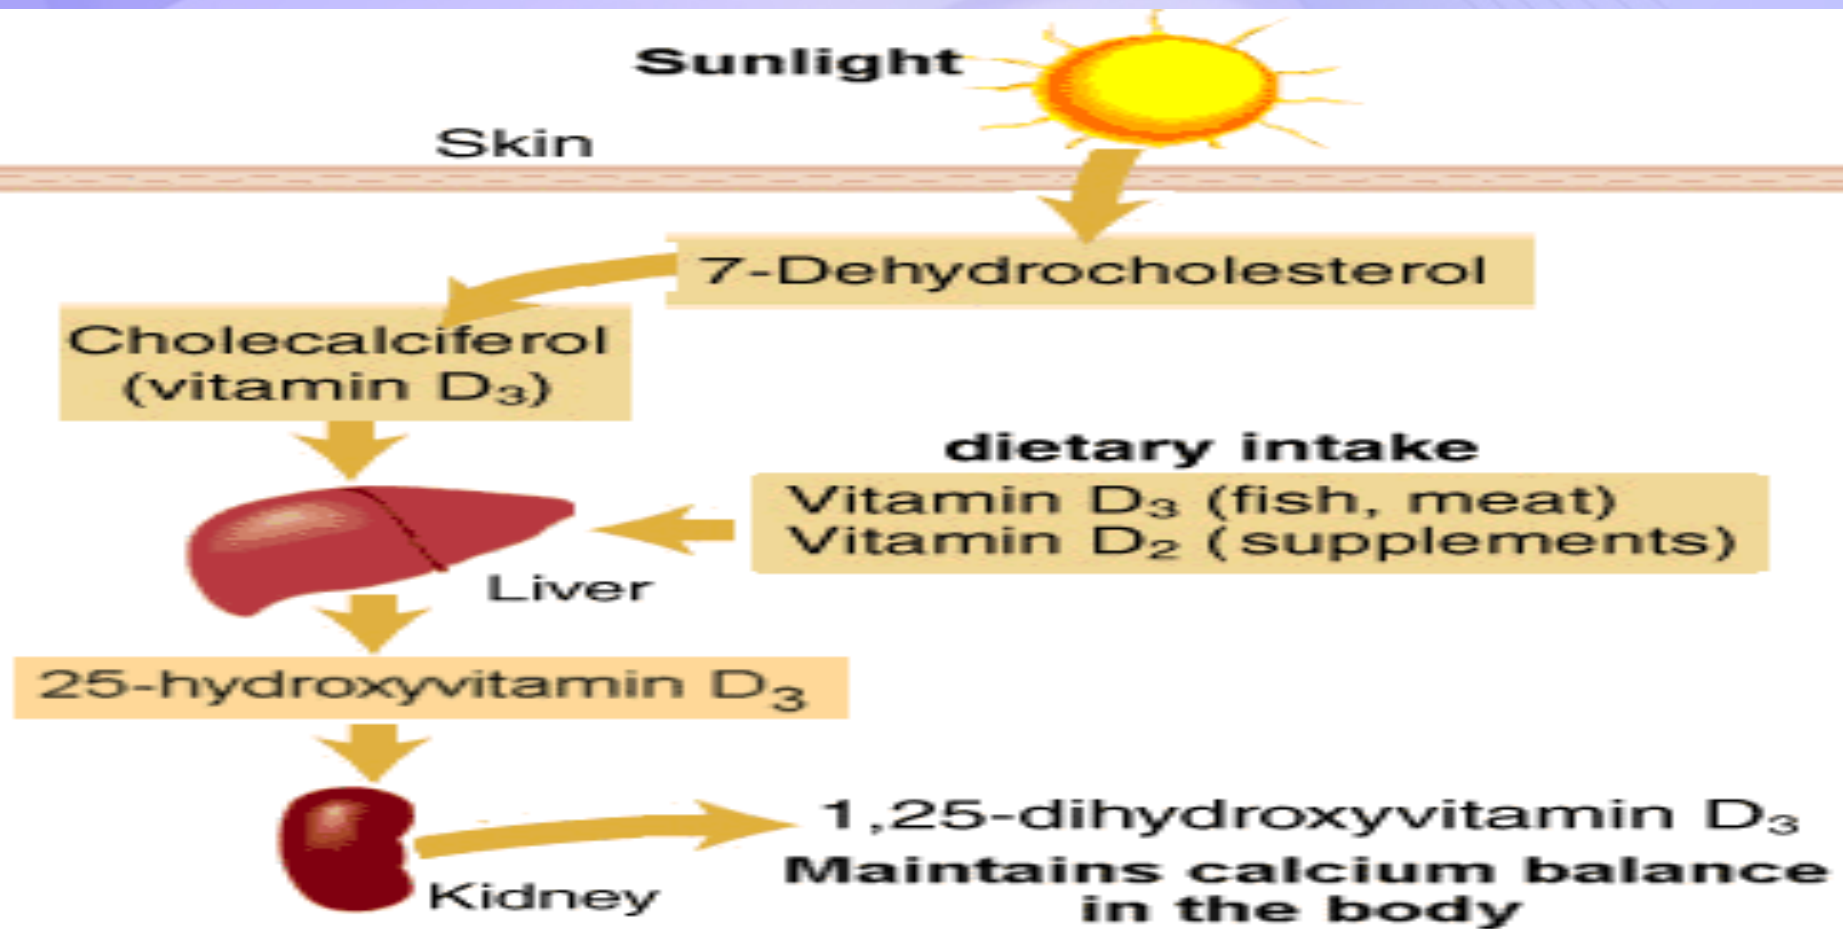 Sunlight
Skin
7-Dehydrocholesterol
Cholecalciferol
(vitamin D₃)
dietary intake
Vitamin D₃ (fish, meat)
Vitamin D₂ (supplements)
Liver
25-hydroxyvitamin D₃
1,25-dihydroxyvitamin D₃
Maintains calcium balance
in the body
Kidney